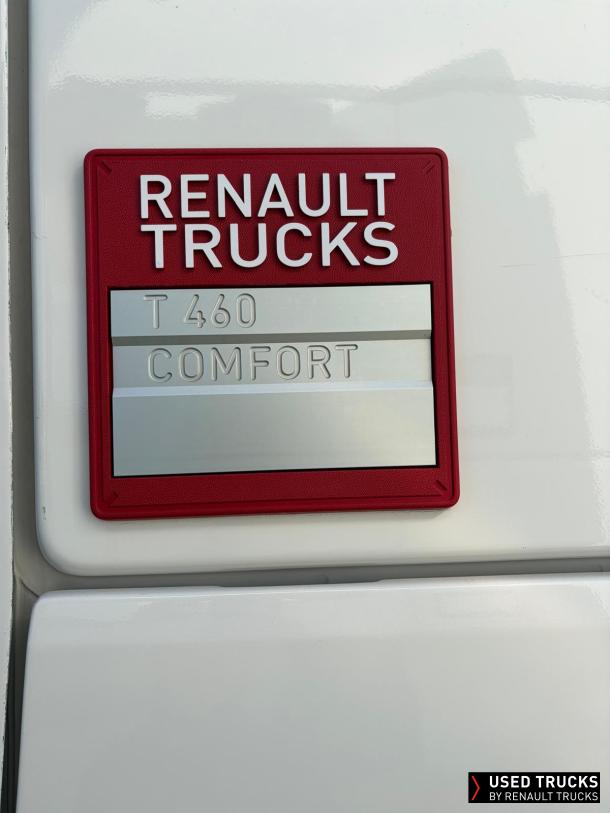 RENAULT
TRUCKS
T 460
COMFORT
USED TRUCKS
BY RENAULT TRUCKS